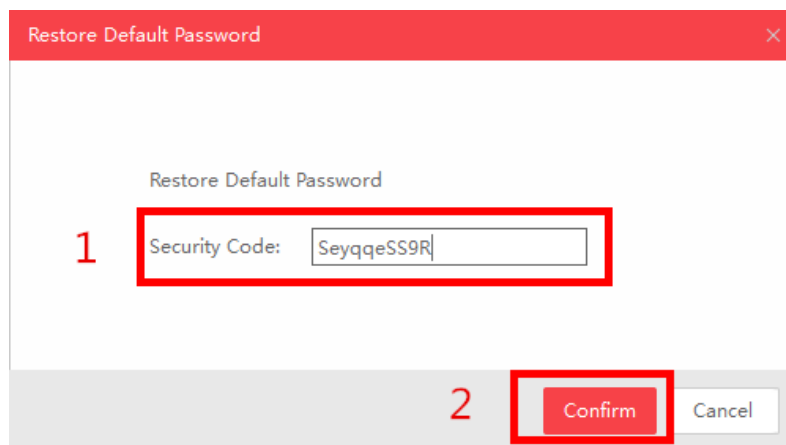 Restore Default Password
Restore Default Password
1
Security Code: SeyqqeSS9R
2
Confirm Cancel